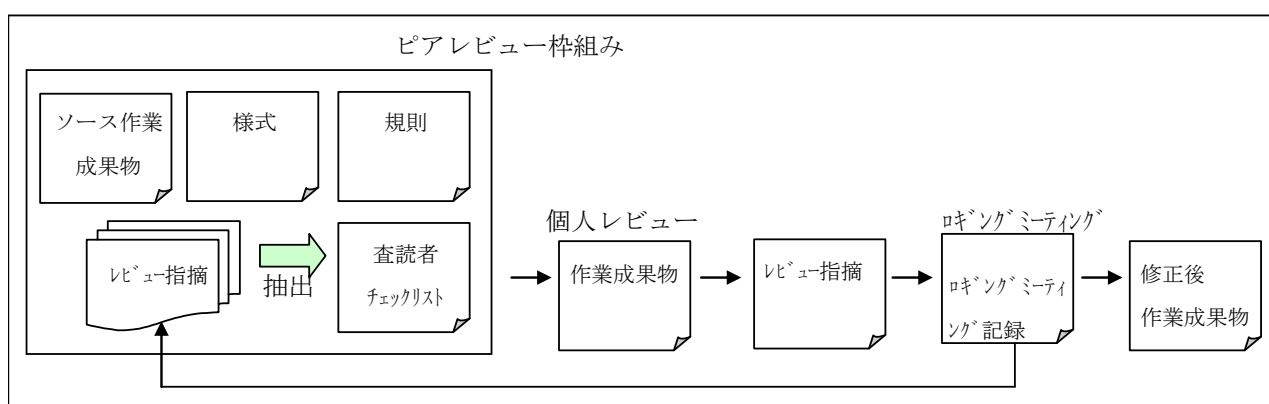 ピアレビュー枠組み
ソース作業
成果物
様式
規則
レビュー指摘
抽出
査読者
チェックリスト
個人レビュー
作業成果物
レビュー指摘
ロギングミーティング
ロギングミーティ
ング記録
修正後
作業成果物